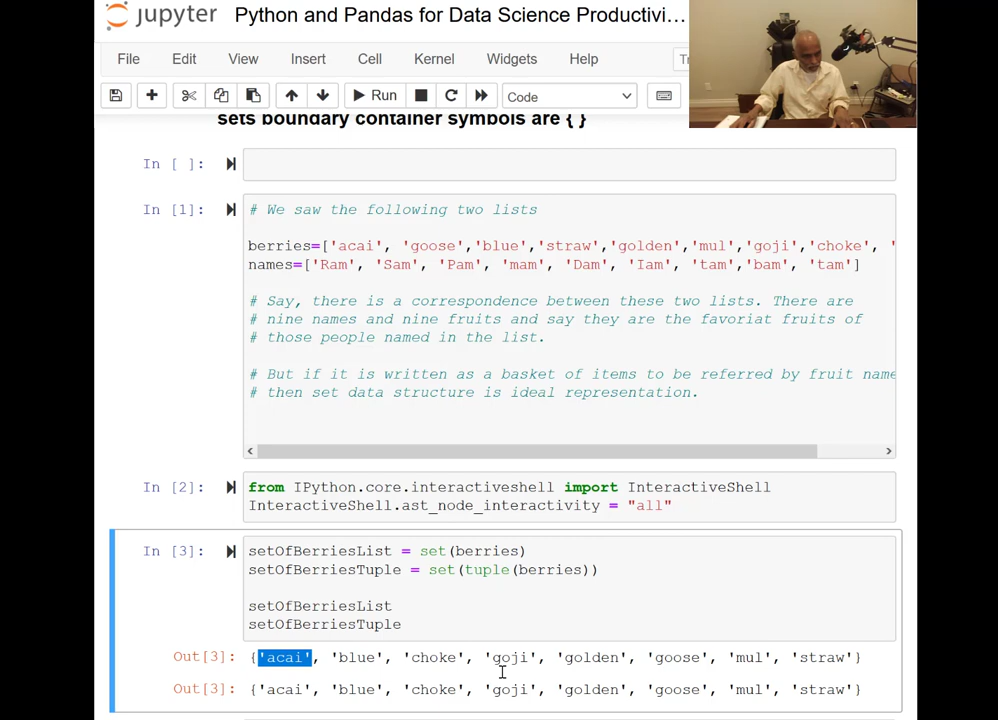 jupyter Python and Pandas for Data Science Productivi...
File Edit View Insert Cell Kernel Widgets Help
Run Code
sets boundary container symbols are { }
In [ ]:
In [1]: # We saw the following two lists
berries=['acai', 'goose','blue','straw','golden','mul','goji','choke', '
names=['Ram', 'Sam', 'Pam', 'mam', 'Dam', 'Iam', 'tam','bam', 'tam']
# Say, there is a correspondence between these two lists. There are
# nine names and nine fruits and say they are the favoriat fruits of
# those people named in the list.
# But if it is written as a basket of items to be referred by fruit name
# then set data structure is ideal representation.
In [2]: from IPython.core.interactiveshell import InteractiveShell
InteractiveShell.ast_node_interactivity = "all"
In [3]: setOfBerriesList = set(berries)
setOfBerriesTuple = set(tuple(berries))
setOfBerriesList
setOfBerriesTuple
Out[3]: {'acai', 'blue', 'choke', 'goji', 'golden', 'goose', 'mul', 'straw'}
Out[3]: {'acai', 'blue', 'choke', 'goji', 'golden', 'goose', 'mul', 'straw'}